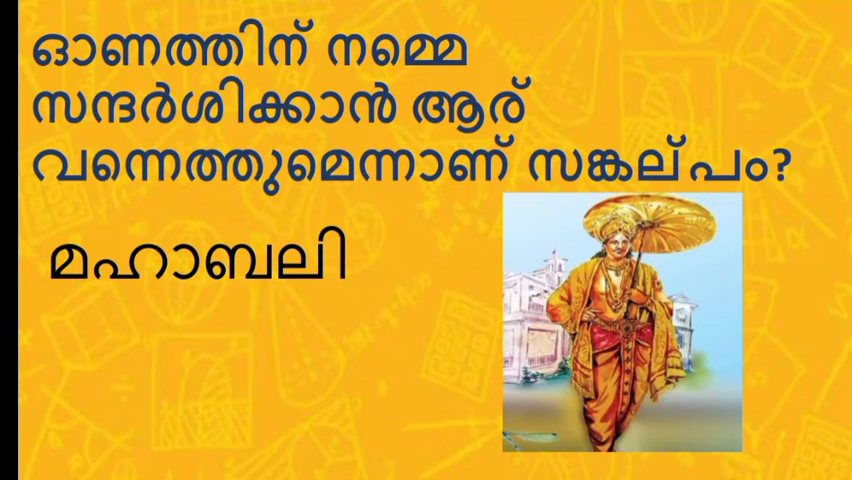 ഓണത്തിന് നമ്മെ
സന്ദർശിക്കാൻ ആര്
വന്നെത്തുമെന്നാണ് സങ്കല്പം?
മഹാബലി